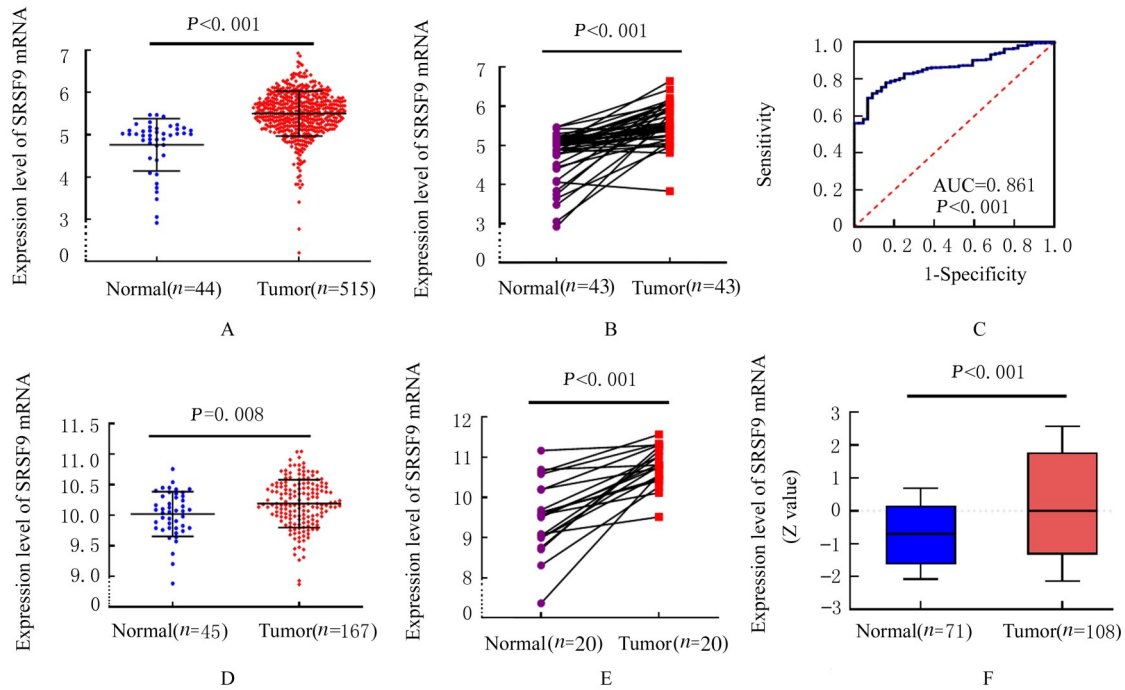 P<0.001
Expression level of SRSF9 mRNA
7
6
5
4
3
0
Normal(n=44) Tumor(n=515)
A
P<0.001
Expression level of SRSF9 mRNA
7
6
5
4
3
0
Normal(n=43) Tumor(n=43)
B
Sensitivity
1.0
0.8
0.6
0.4
0.2
0
AUC=0.861
P<0.001
0 0.2 0.4 0.6 0.8 1.0
1-Specificity
C
P=0.008
Expression level of SRSF9 mRNA
11.5
11.0
10.5
10.0
9.5
9.0
0
Normal(n=45) Tumor(n=167)
D
P<0.001
Expression level of SRSF9 mRNA
12
11
10
9
8
0
Normal(n=20) Tumor(n=20)
E
P<0.001
Expression level of SRSF9 mRNA
(Z value)
3
2
1
0
−1
−2
−3
Normal(n=71) Tumor(n=108)
F